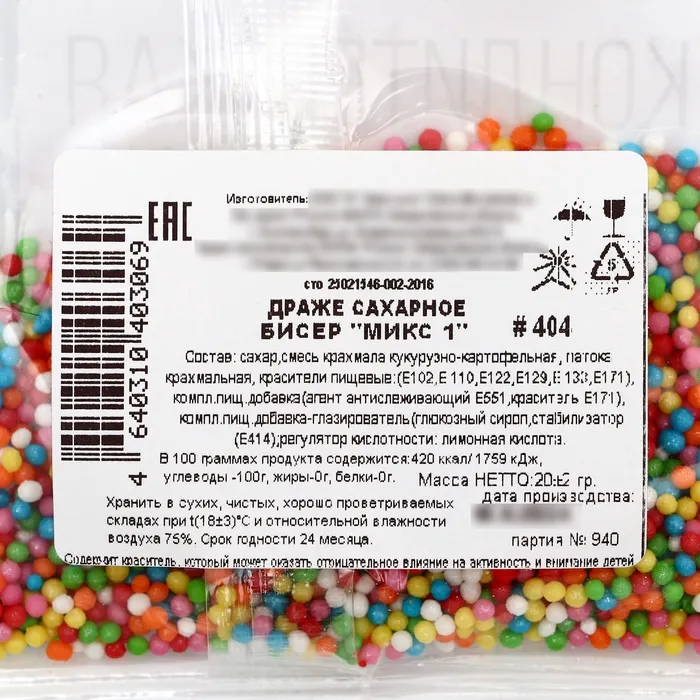 EAC
Изготовитель:
сто 25021546-002-2016
ДРАЖЕ САХАРНОЕ
БИСЕР "МИКС 1"
# 404
Состав: сахар,смесь крахмала кукурузно-картофельная, патока
крахмальная, красители пищевые:(Е102,Е 110,Е122,Е129,Е 133,Е171),
компл.пищ.добавка(агент антислеживающий Е551,краситель Е171),
компл.пищ.добавка-глазирователь(глюкозный сироп,стабилизатор
(Е414);регулятор кислотности: лимонная кислота.
В 100 граммах продукта содержится:420 ккал/ 1759 кДж,
углеводы -100г, жиры-0г, белки-0г.
Масса НЕТТО:20±2 гр.
дата производства:
Хранить в сухих, чистых, хорошо проветриваемых
складах при t(18±3)°С и относительной влажности
воздуха 75%. Срок годности 24 месяца.
партия № 940
Содержит краситель, который может оказать отрицательное влияние на активность и внимание детей
4 640310 403069